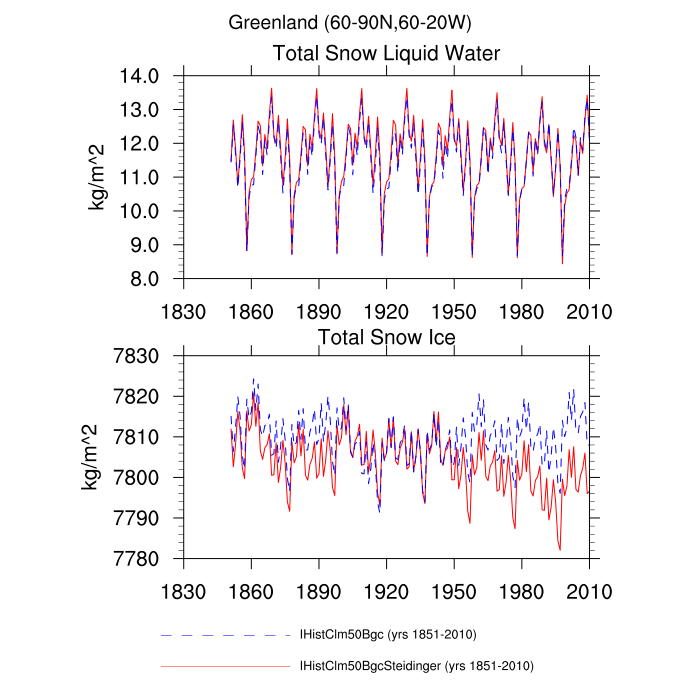 Greenland (60-90N,60-20W)
Total Snow Liquid Water
14.0
13.0
12.0
11.0
10.0
9.0
8.0
kg/m^2
1830 1860 1890 1920 1950 1980 2010
Total Snow Ice
7830
7820
7810
7800
7790
7780
kg/m^2
1830 1860 1890 1920 1950 1980 2010
IHistClm50Bgc (yrs 1851-2010)
IHistClm50BgcSteidinger (yrs 1851-2010)